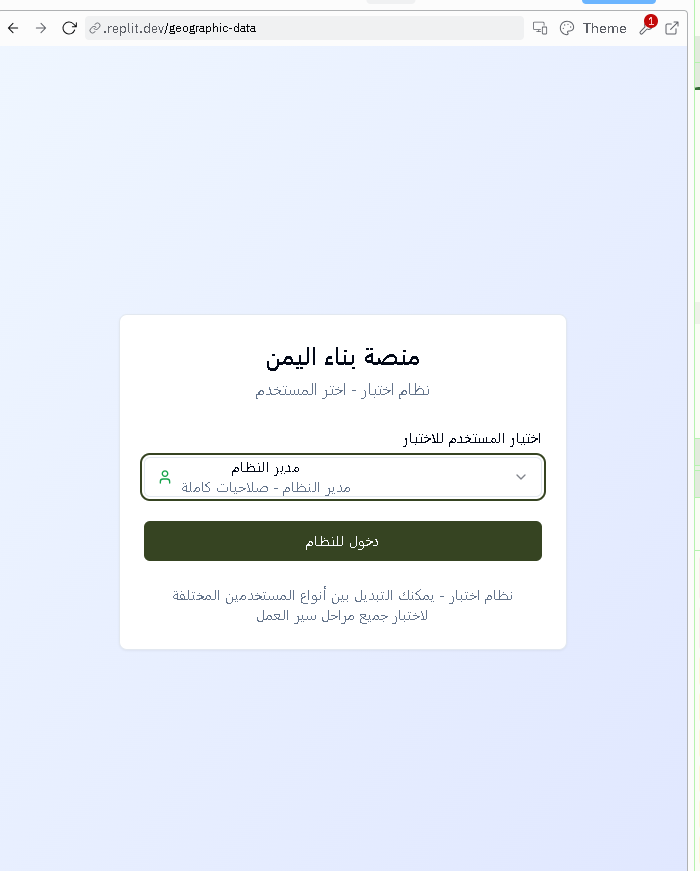 .replit.dev/geographic-data
Theme
1
منصة بناء اليمن
نظام اختبار - اختر المستخدم
اختيار المستخدم للاختبار
مدير النظام
مدير النظام - صلاحيات كاملة
دخول للنظام
نظام اختبار - يمكنك التبديل بين أنواع المستخدمين المختلفة
لاختبار جميع مراحل سير العمل